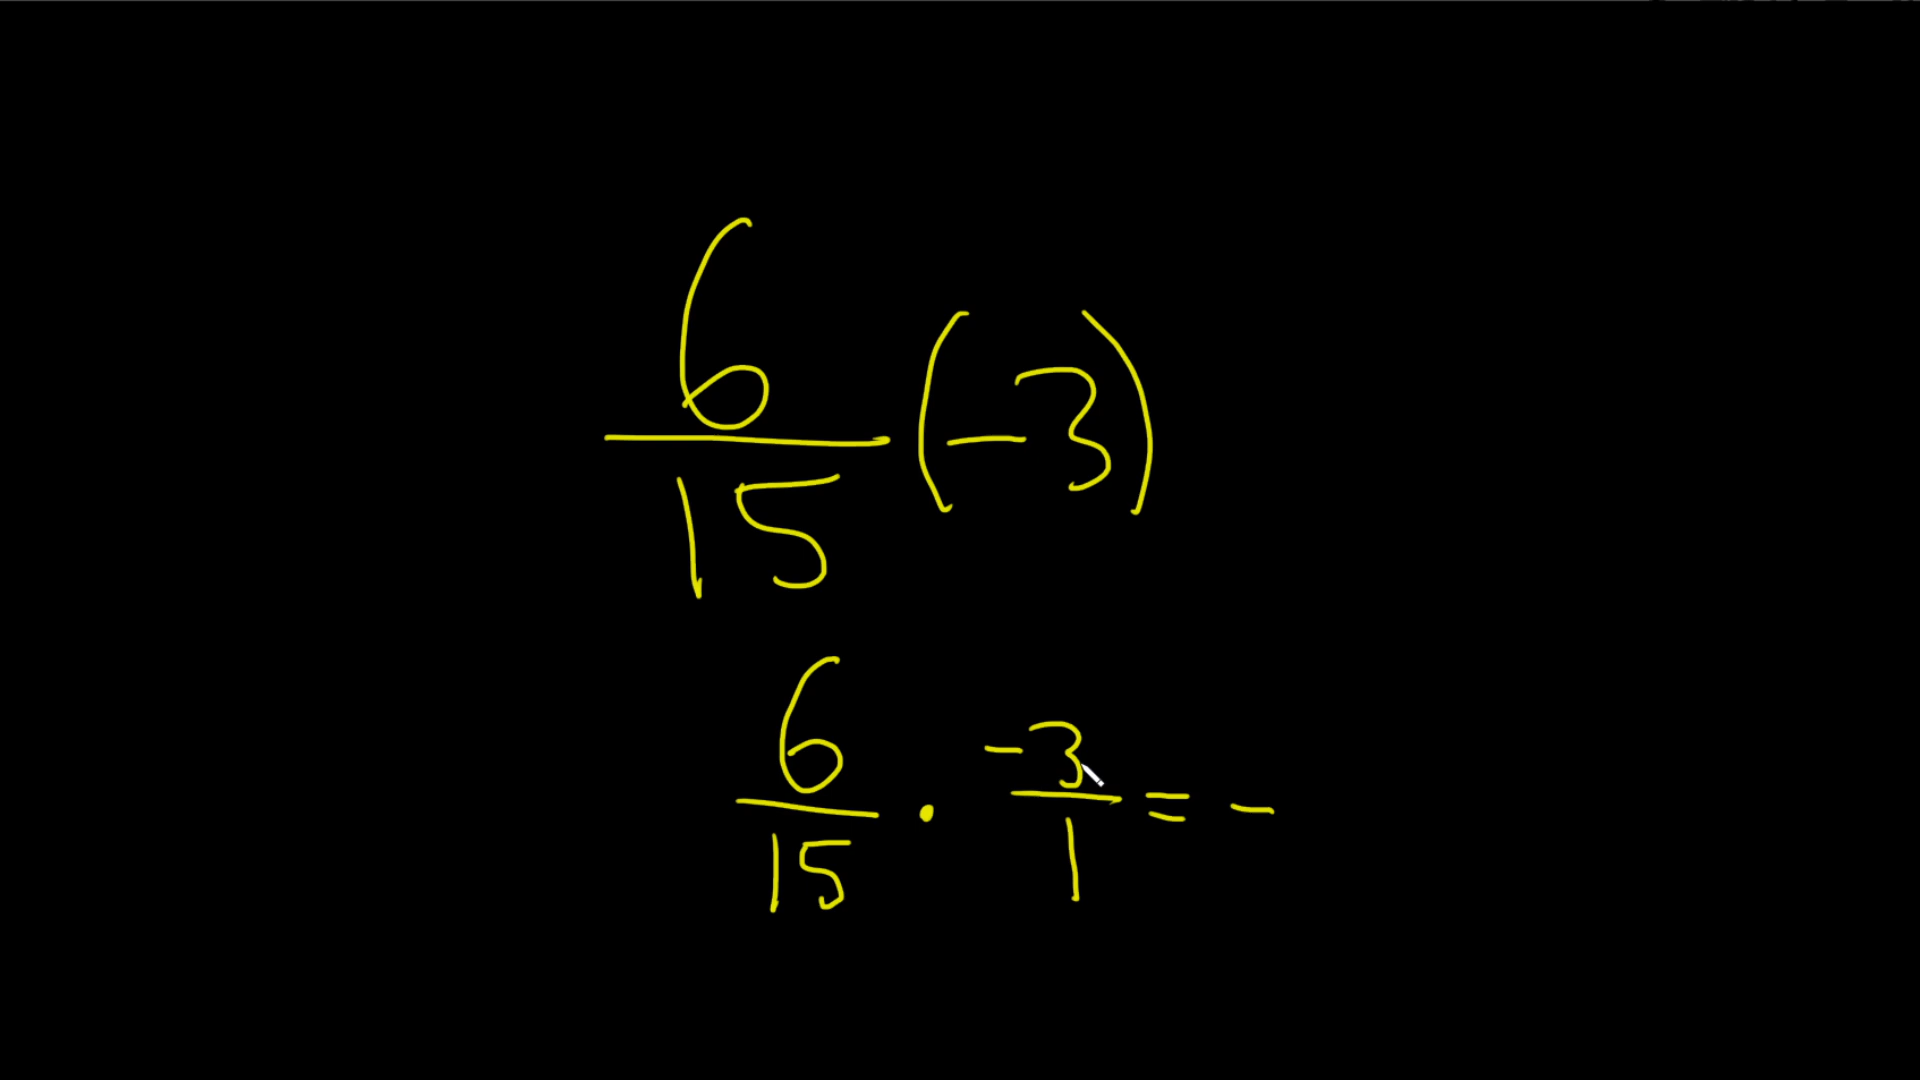 6/15 (-3)
6/15 · -3/1 = -